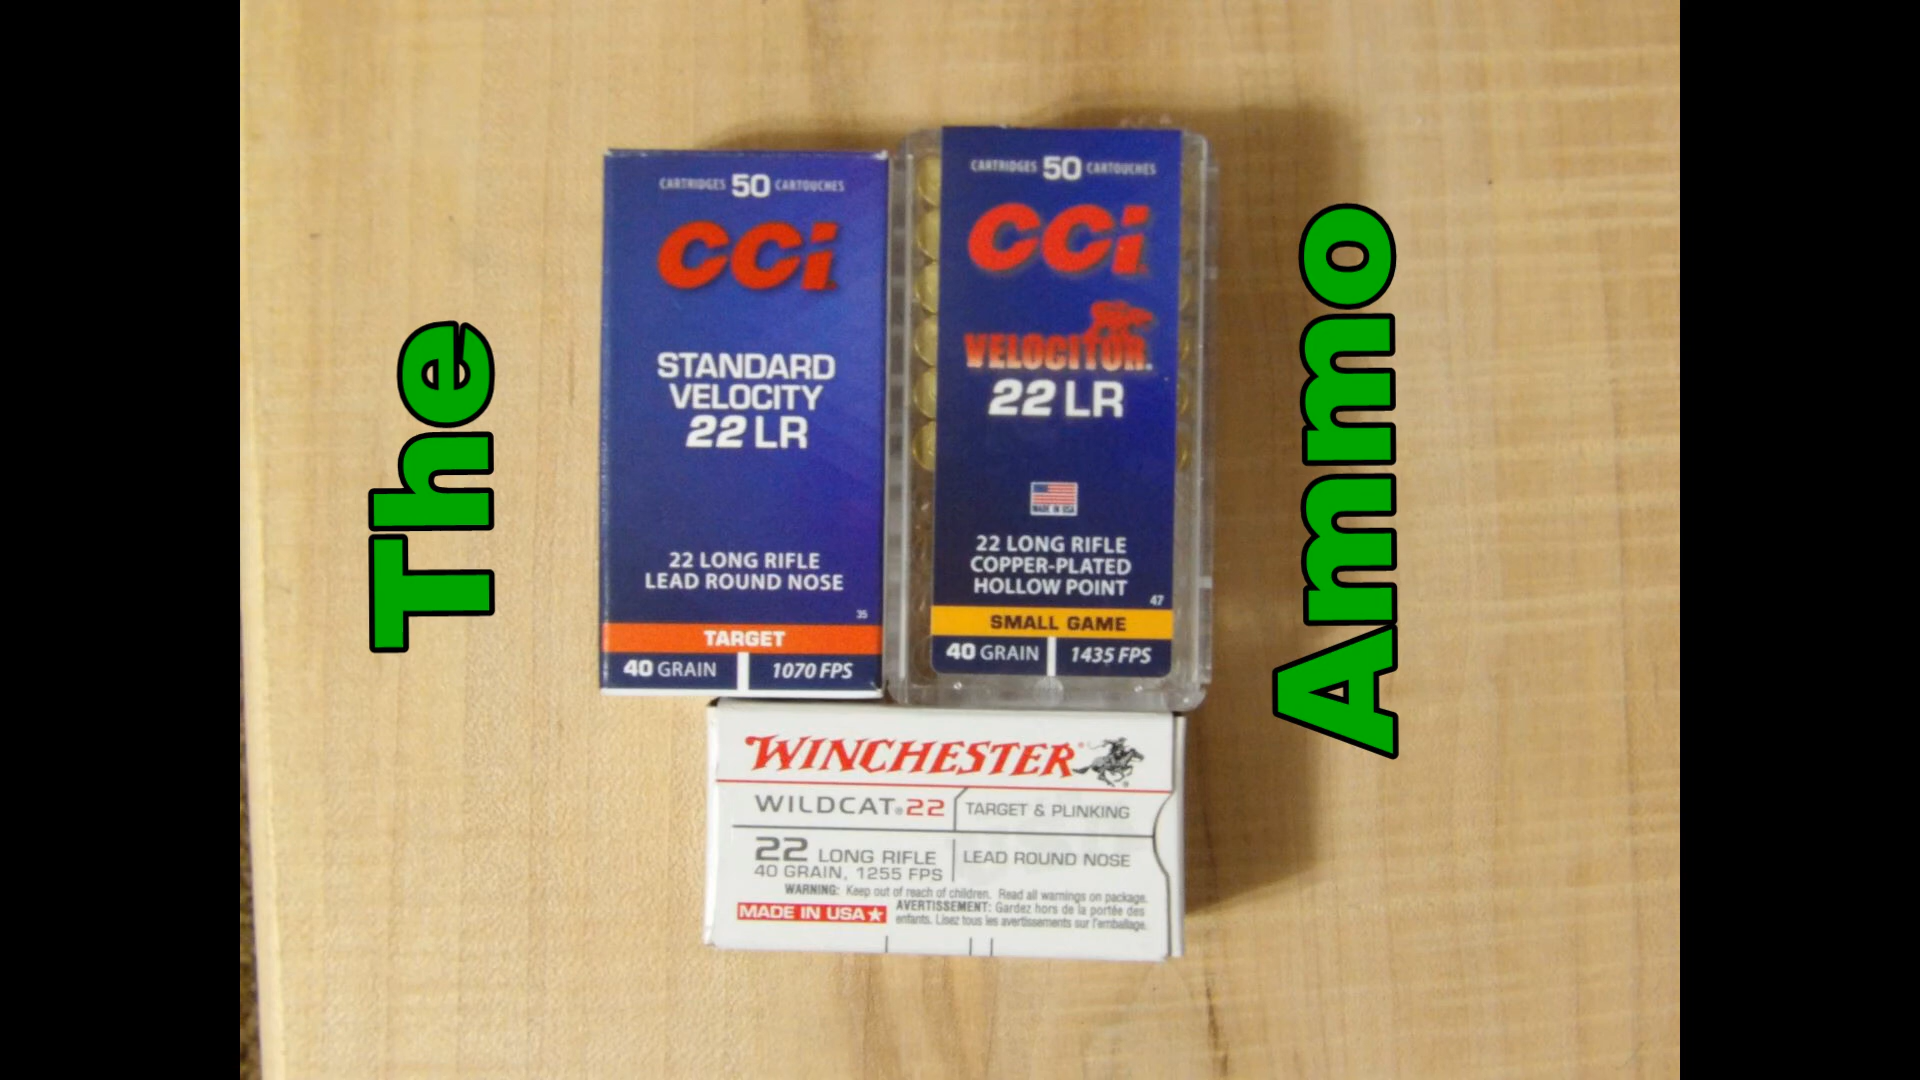 The
CARTRIDGES 50 CARTOUCHES
CCi
STANDARD
VELOCITY
22 LR
22 LONG RIFLE
LEAD ROUND NOSE
35
TARGET
40 GRAIN 1070 FPS
CARTRIDGES 50 CARTOUCHES
CCi
VELOCITOR.
22 LR
MADE IN USA
22 LONG RIFLE
COPPER-PLATED
HOLLOW POINT
47
SMALL GAME
40 GRAIN 1435 FPS
Ammo
WINCHESTER®
WILDCAT®22 TARGET & PLINKING
22 LONG RIFLE LEAD ROUND NOSE
40 GRAIN, 1255 FPS
WARNING: Keep out of reach of children. Read all warnings on package.
MADE IN USA
AVERTISSEMENT: Gardez hors de la portée des
enfants. Lisez tous les avertissements sur l'emballage.